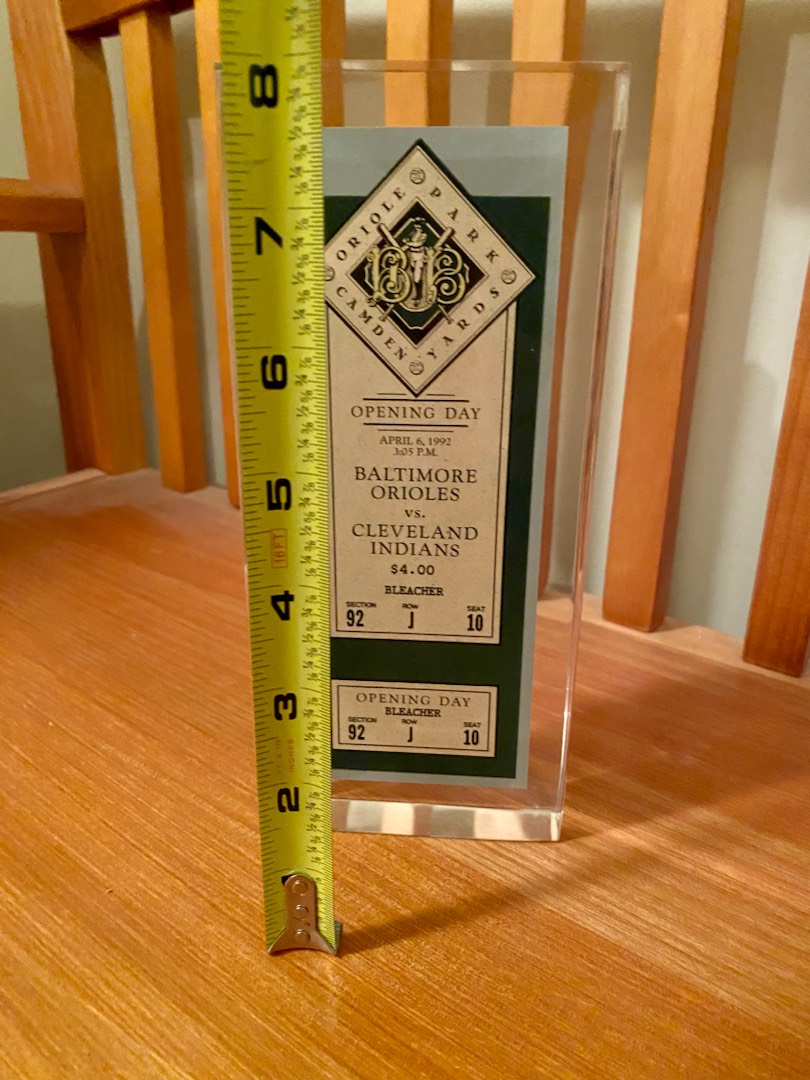 8
7
6
5
16FT
4
3
2
ORIOLE PARK
CAMDEN YARDS
OPENING DAY
APRIL 6, 1992
3:05 P.M.
BALTIMORE
ORIOLES
vs.
CLEVELAND
INDIANS
$4.00
BLEACHER
SECTION ROW SEAT
92 J 10
OPENING DAY
BLEACHER
SECTION ROW SEAT
92 J 10